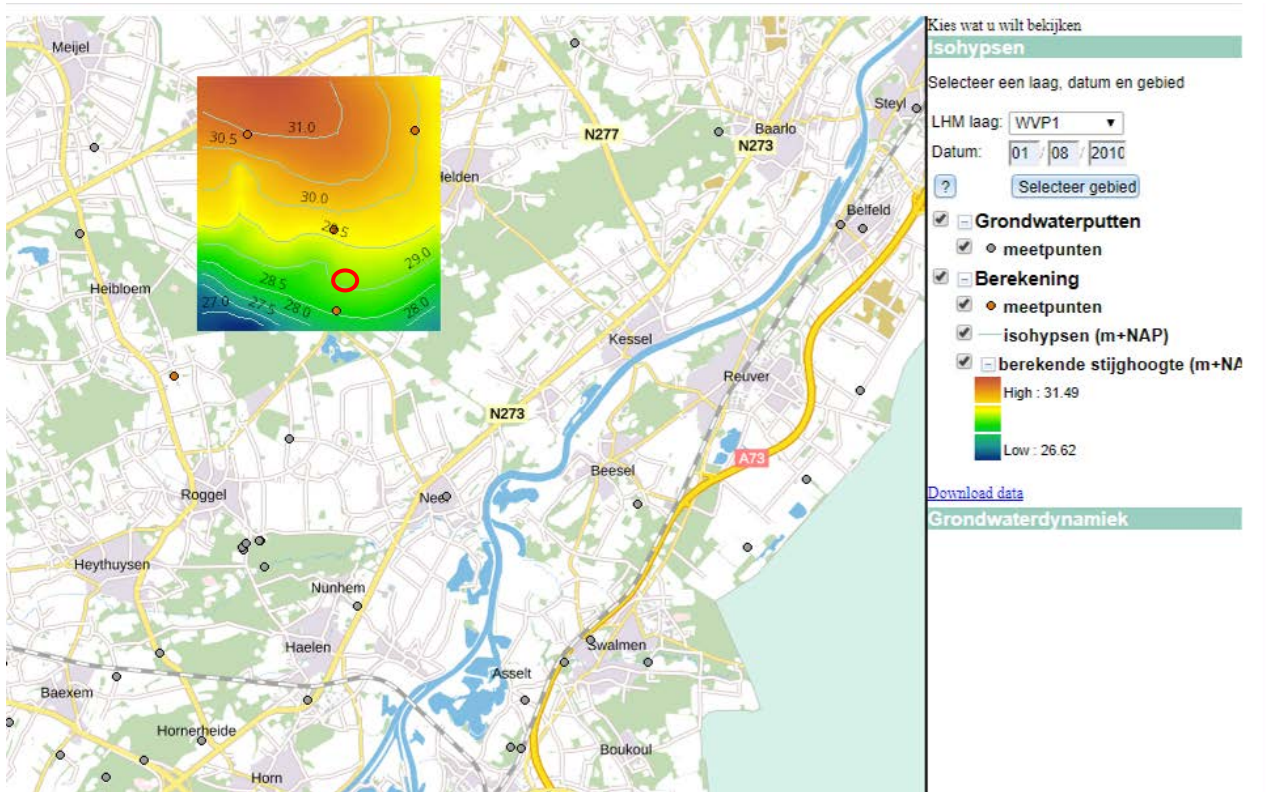 Kies wat u wilt bekijken
Isohypsen
Selecteer een laag, datum en gebied
LHM laag: WVP1
Datum: 01 / 08 / 2010
? Selecteer gebied
Grondwaterputten
meetpunten
Berekening
meetpunten
isohypsen (m+NAP)
berekende stijghoogte (m+NA
High : 31.49
Low : 26.62
Download data
Grondwaterdynamiek
Meijel
Steyl
31.0
30.5
N277
Baarlo
N273
elden
30.0
Belfeld
29.5
29.0
28.5
Heibloem
27.0
27.5
28.0
28.0
Kessel
Reuver
N273
A73
Beesel
Roggel
Neer
Heythuysen
Nunhem
Haelen
Swalmen
Asselt
Baexem
Hornerheide
Boukoul
Horn